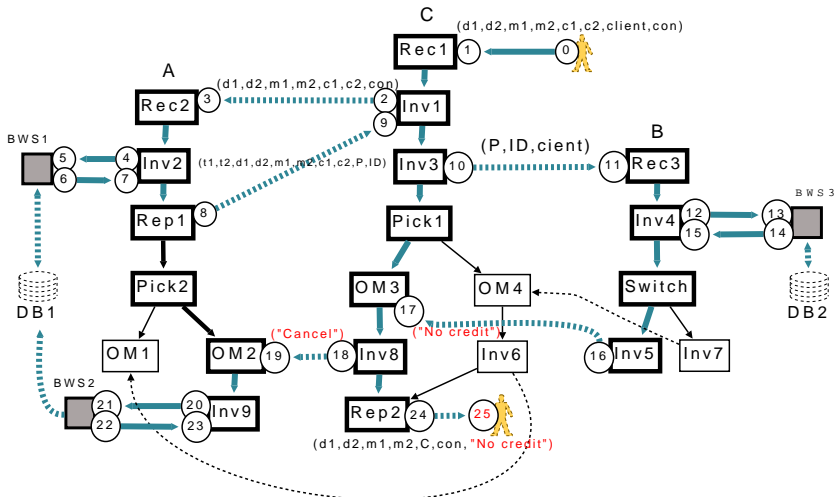 C
(d1,d2,m1,m2,c1,c2,client,con)
Rec1
1
0
A
(d1,d2,m1,m2,c1,c2,con)
Rec2
3
2
Inv1
9
B
BWS1
5
4
Inv2
6
7
(t1,t2,d1,d2,m1,m2,c1,c2,P,ID)
Inv3
10
(P,ID,cient)
11
Rec3
BWS3
Rep1
8
Pick1
Inv4
12
13
15
14
DB1
Pick2
OM3
17
OM4
Switch
DB2
("Cancel")
("No credit")
OM1
OM2
19
18
Inv8
Inv6
16
Inv5
Inv7
BWS2
21
20
Inv9
22
23
Rep2
24
25
(d1,d2,m1,m2,C,con,"No credit")